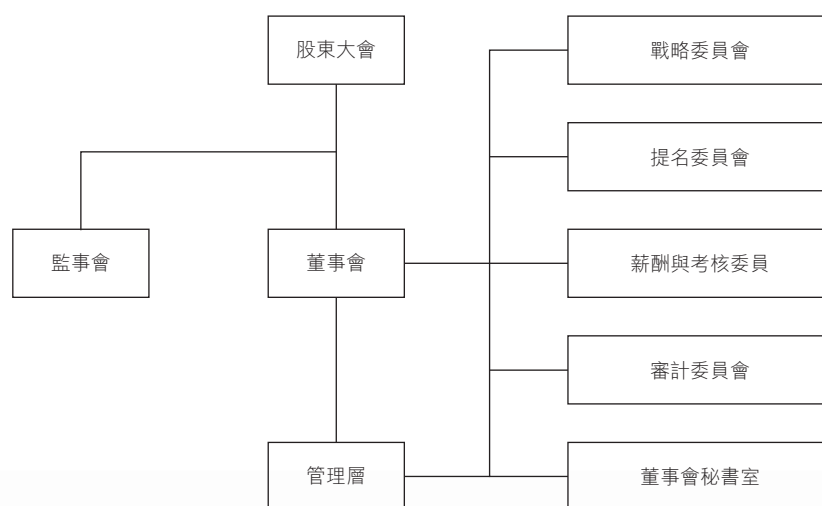 股東大會
戰略委員會
提名委員會
監事會
董事會
薪酬與考核委員
審計委員會
管理層
董事會秘書室